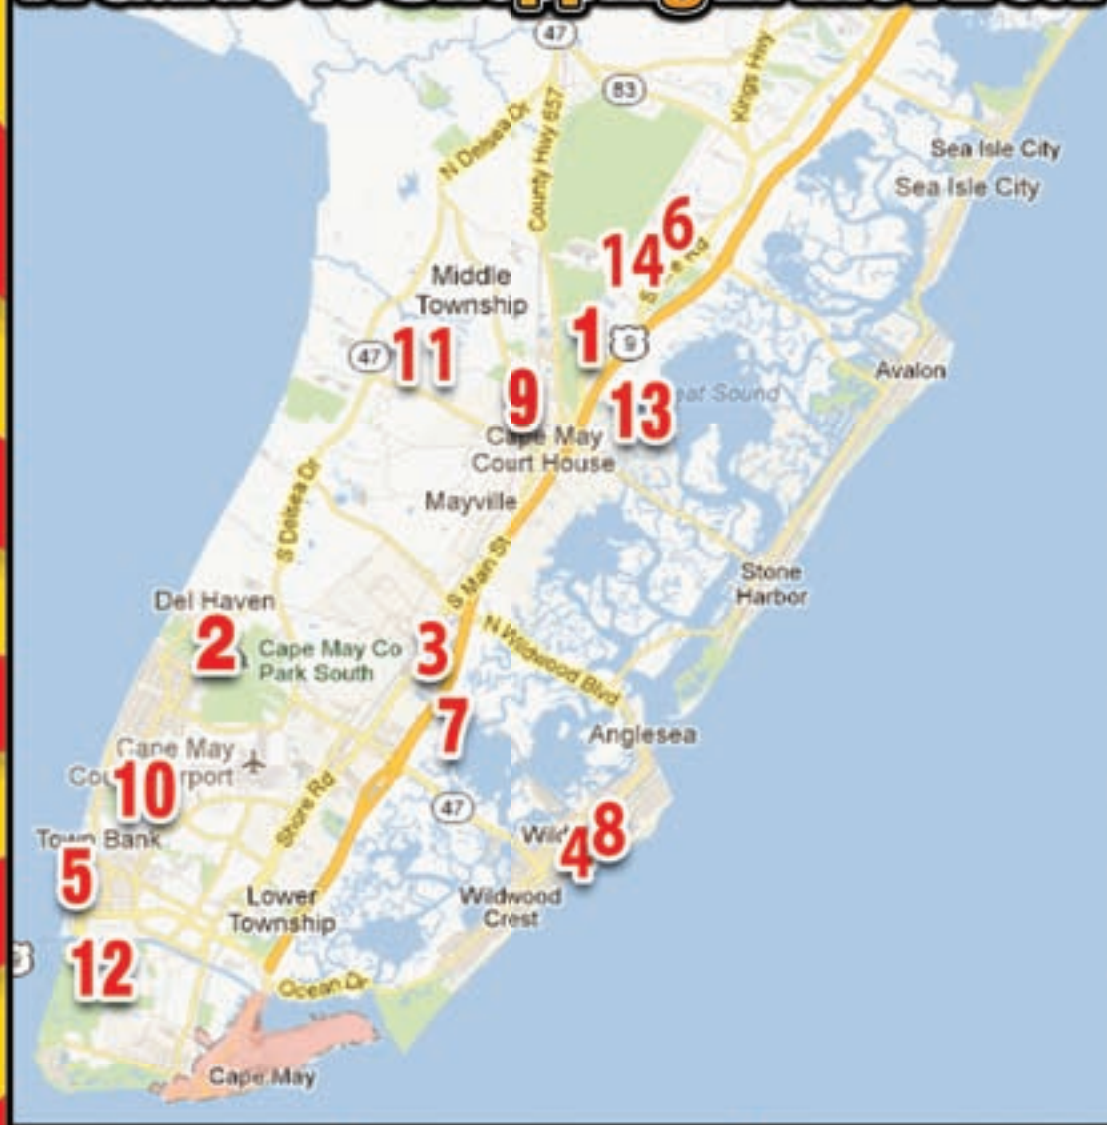 47
83
Kings Hwy
N Delsea Dr
County Hwy 657
Sea Isle City
Sea Isle City
6
14
Middle
Township
1
9
47
11
Avalon
9
13
Sound
Cape May
Court House
Mayville
S Delsea Dr
S Main St
Stone
Harbor
Del Haven
2
Cape May Co
Park South
3
N Wildwood Blvd
7
Anglesea
Cape May
10
Shore Rd
47
8
4
Town Bank
5
Lower
Township
Wildwood
Crest
12
Ocean Dr
Cape May